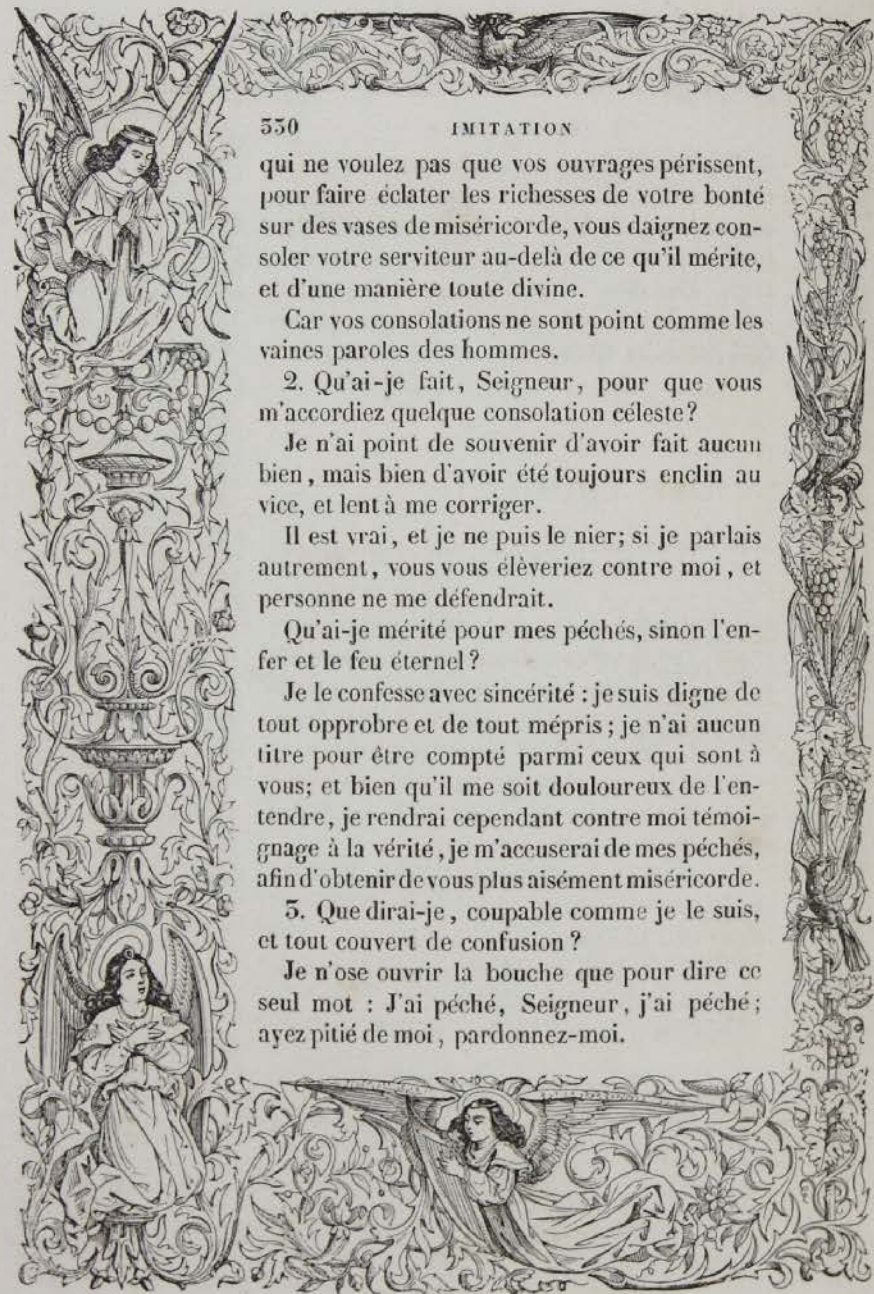 330 IMITATION
qui ne voulez pas que vos ouvrages périssent,
pour faire éclater les richesses de votre bonté
sur des vases de miséricorde, vous daignez con-
soler votre serviteur au-delà de ce qu'il mérite,
et d'une manière toute divine.
Car vos consolations ne sont point comme les
vaines paroles des hommes.
2. Qu'ai-je fait, Seigneur, pour que vous
m'accordiez quelque consolation céleste?
Je n'ai point de souvenir d'avoir fait aucun
bien, mais bien d'avoir été toujours enclin au
vice, et lent à me corriger.
Il est vrai, et je ne puis le nier; si je parlais
autrement, vous vous élèveriez contre moi, et
personne ne me défendrait.
Qu'ai-je mérité pour mes péchés, sinon l'en-
fer et le feu éternel?
Je le confesse avec sincérité : je suis digne de
tout opprobre et de tout mépris; je n'ai aucun
titre pour être compté parmi ceux qui sont à
vous; et bien qu'il me soit douloureux de l'en-
tendre, je rendrai cependant contre moi témoi-
gnage à la vérité, je m'accuserai de mes péchés,
afin d'obtenir de vous plus aisément miséricorde.
3. Que dirai-je, coupable comme je le suis,
et tout couvert de confusion?
Je n'ose ouvrir la bouche que pour dire ce
seul mot : J'ai péché, Seigneur, j'ai péché;
ayez pitié de moi, pardonnez-moi.